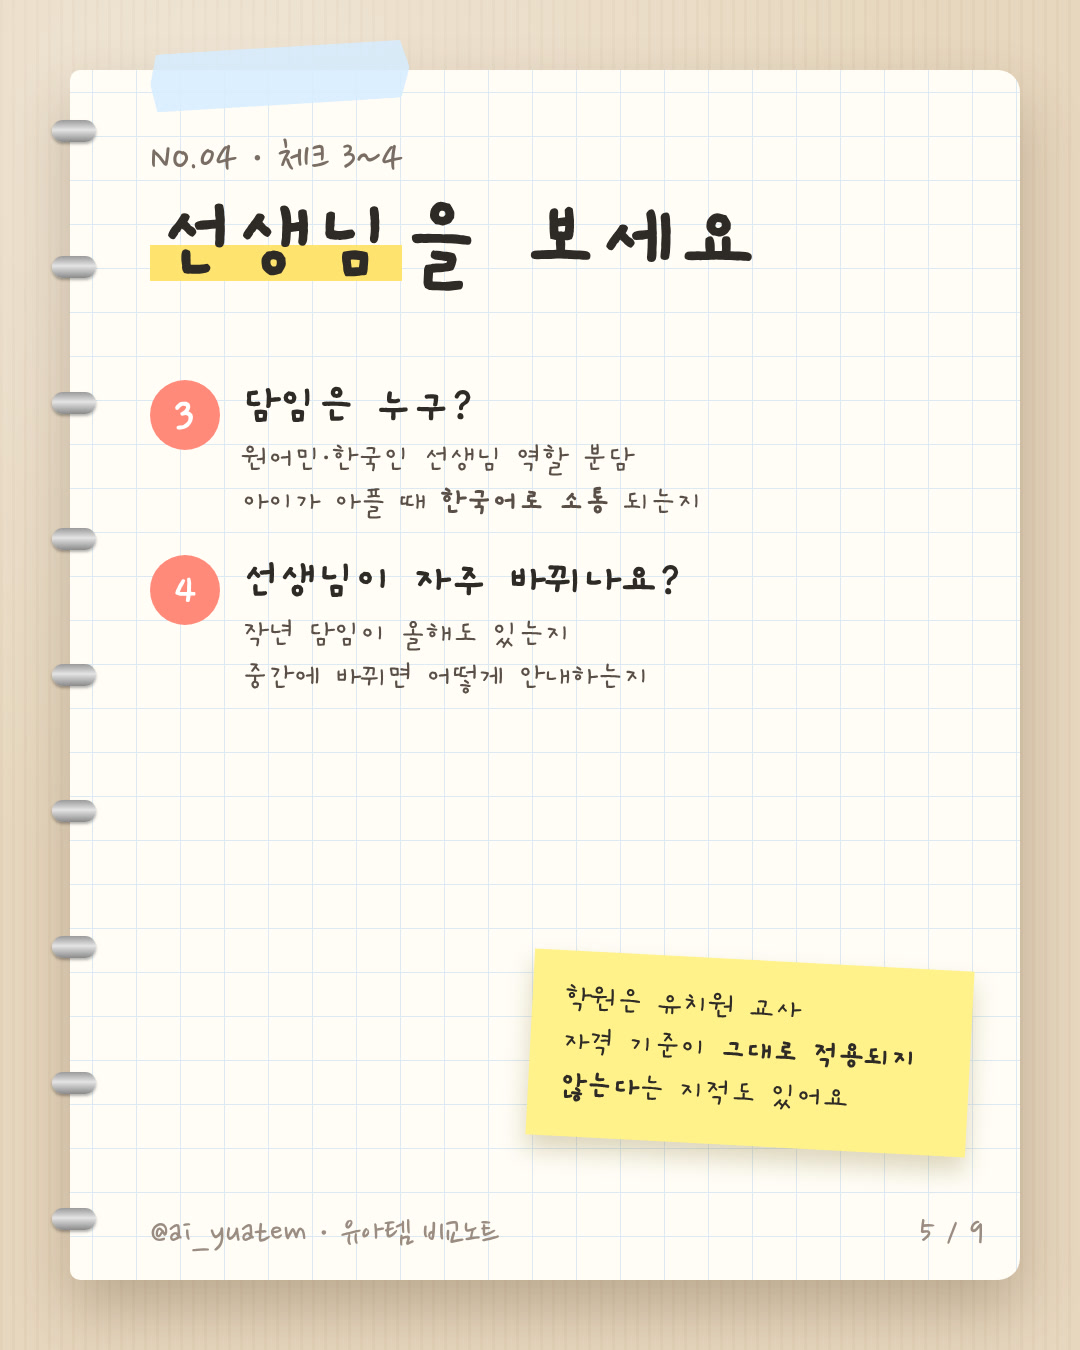 No.04 · 체크 3~4
선생님을 보세요
3 담임은 누구?
원어민·한국인 선생님 역할 분담
아이가 아플 때 한국어로 소통 되는지
4 선생님이 자주 바뀌나요?
작년 담임이 올해도 있는지
중간에 바뀌면 어떻게 안내하는지
학원은 유치원 교사
자격 기준이 그대로 적용되지
않는다는 지적도 있어요
@ai_yuatem · 유아템 비교노트
5 / 9